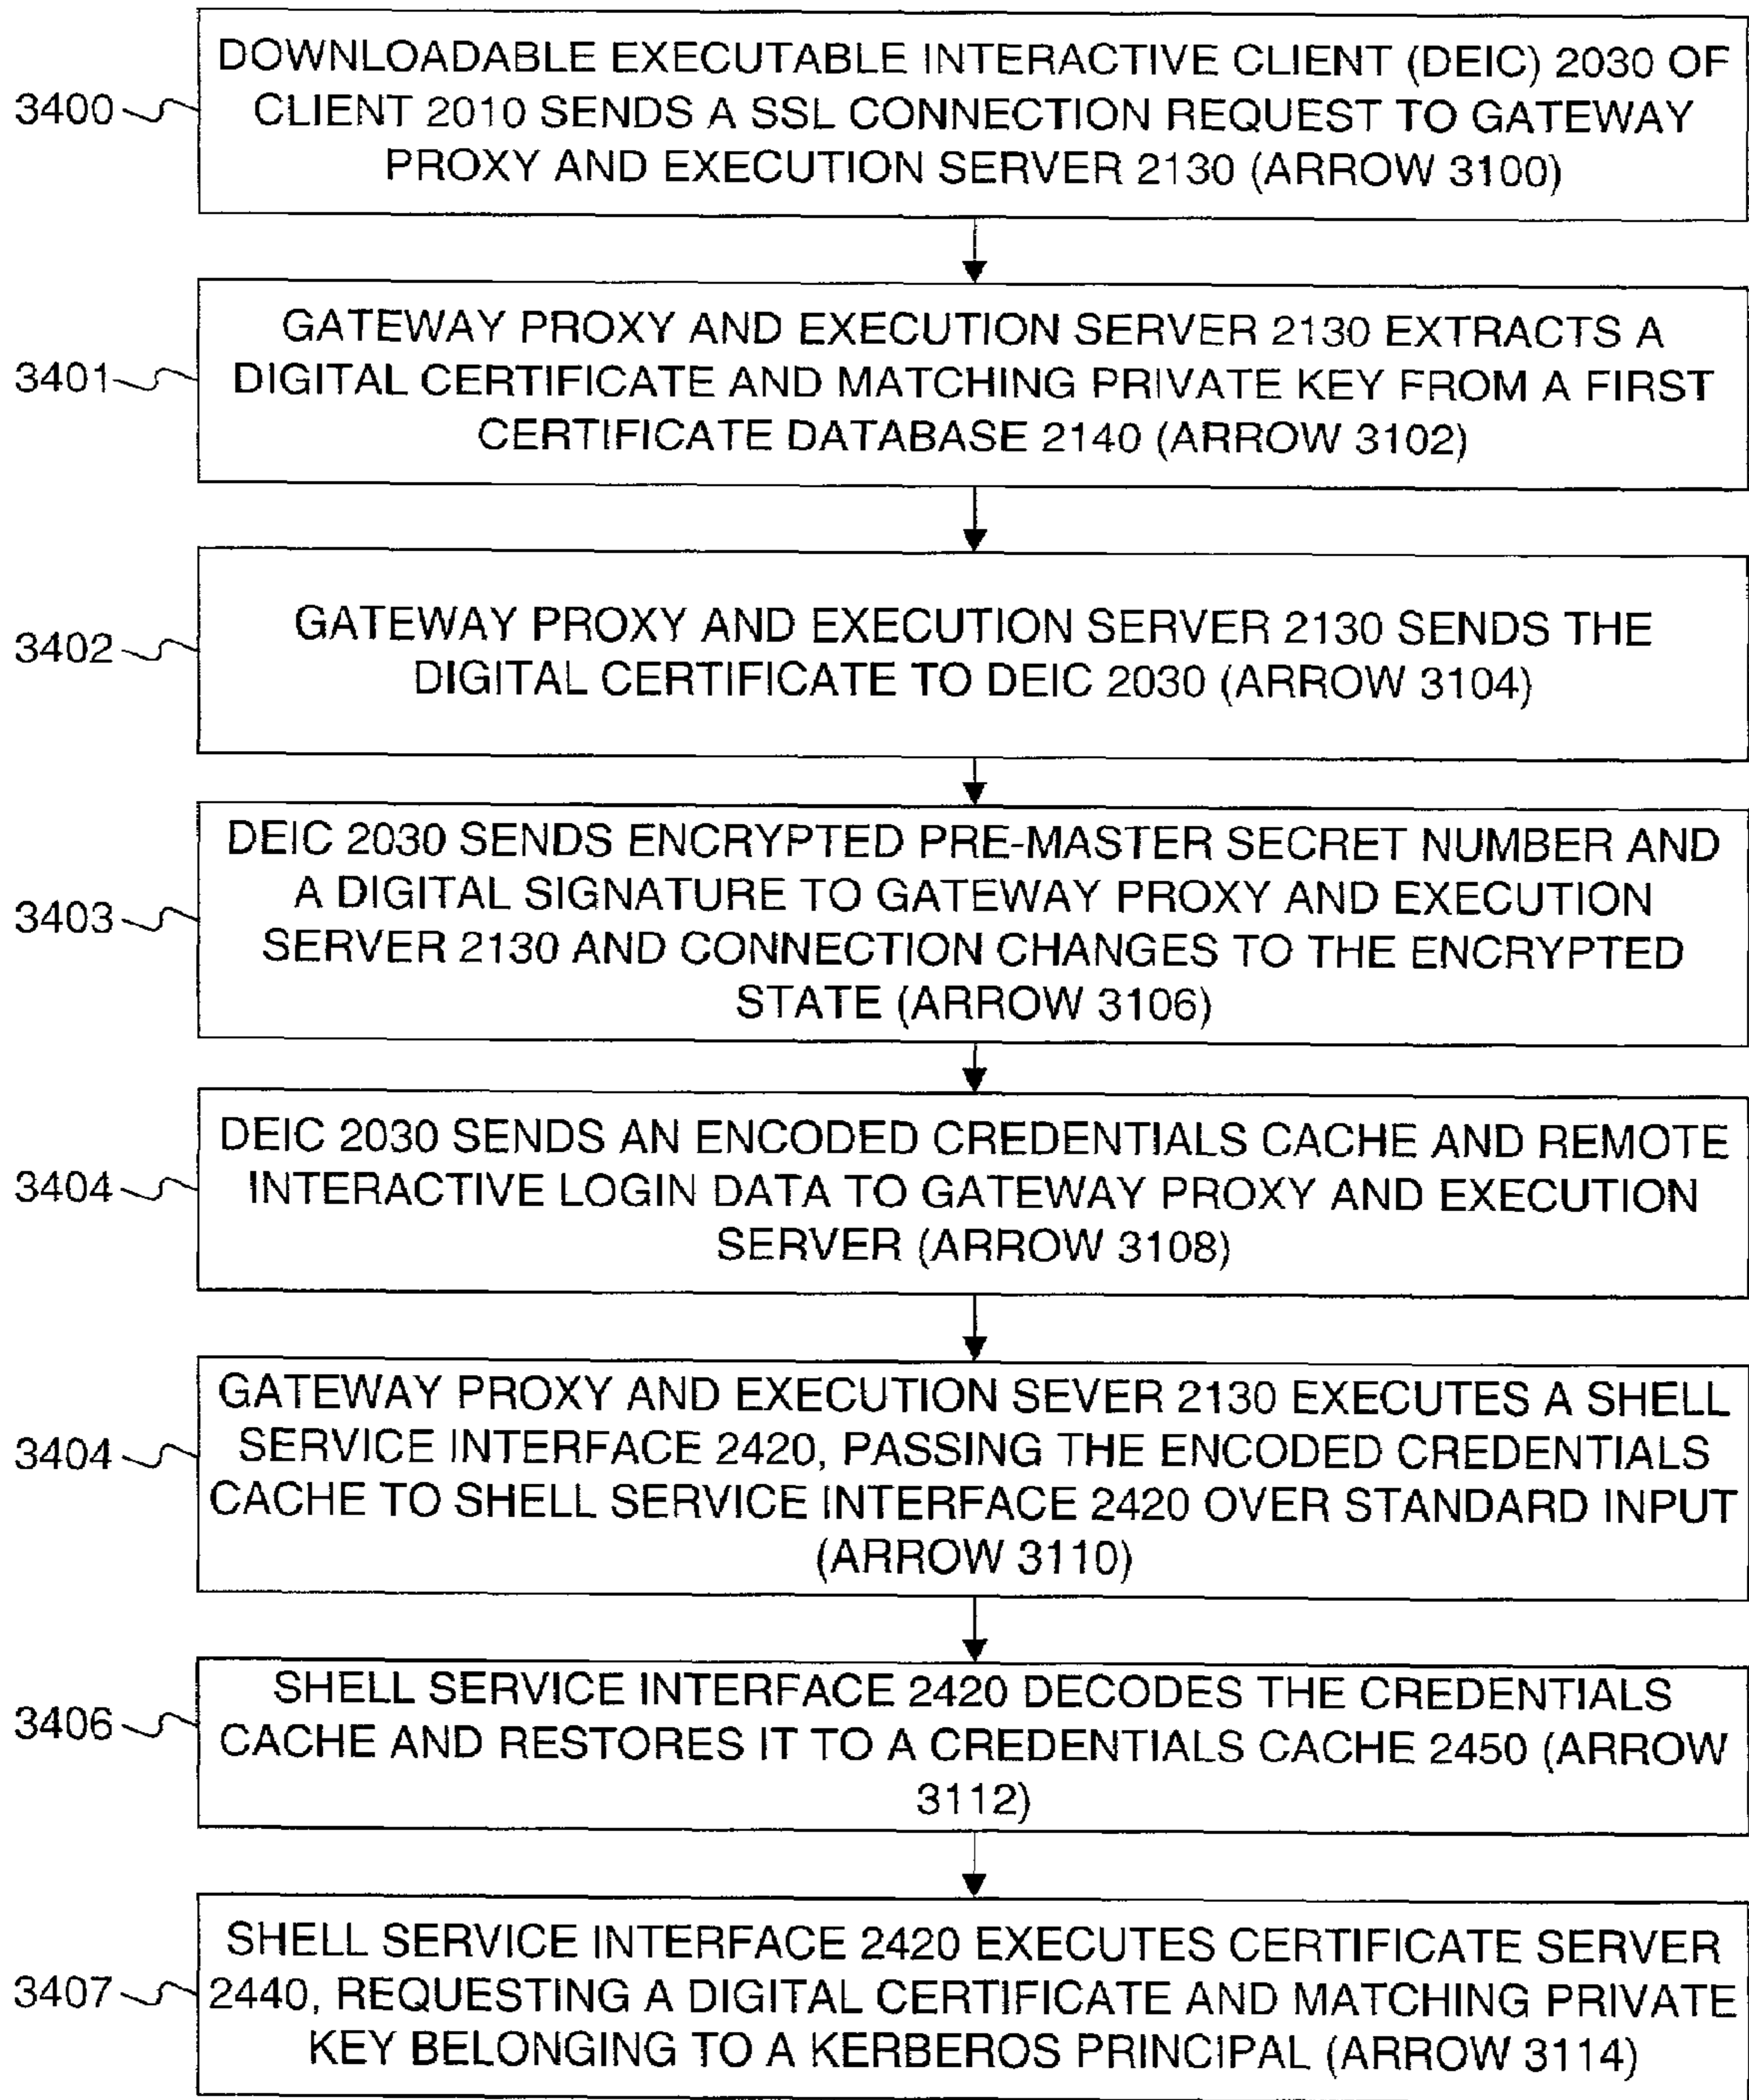 DOWNLOADABLE EXECUTABLE INTERACTIVE CLIENT (DEIC) 2030 OF
3400
CLIENT 2010 SENDS A SSL CONNECTION REQUEST TO GATEWAY
PROXY AND EXECUTION SERVER 2130 (ARROW 3100)
GATEWAY PROXY AND EXECUTION SERVER 2130 EXTRACTS A
3401
DIGITAL CERTIFICATE AND MATCHING PRIVATE KEY FROM A FIRST
CERTIFICATE DATABASE 2140 (ARROW 3102)
GATEWAY PROXY AND EXECUTION SERVER 2130 SENDS THE
3402
DIGITAL CERTIFICATE TO DEIC 2030 (ARROW 3104)
DEIC 2030 SENDS ENCRYPTED PRE-MASTER SECRET NUMBER AND
A DIGITAL SIGNATURE TO GATEWAY PROXY AND EXECUTION
3403
SERVER 2130 AND CONNECTION CHANGES TO THE ENCRYPTED
STATE (ARROW 3106)
DEIC 2030 SENDS AN ENCODED CREDENTIALS CACHE AND REMOTE
3404
INTERACTIVE LOGIN DATA TO GATEWAY PROXY AND EXECUTION
SERVER (ARROW 3108)
GATEWAY PROXY AND EXECUTION SEVER 2130 EXECUTES A SHELL
3404
SERVICE INTERFACE 2420, PASSING THE ENCODED CREDENTIALS
CACHE TO SHELL SERVICE INTERFACE 2420 OVER STANDARD INPUT
(ARROW 3110)
SHELL SERVICE INTERFACE 2420 DECODES THE CREDENTIALS
3406
CACHE AND RESTORES IT TO A CREDENTIALS CACHE 2450 (ARROW
3112)
SHELL SERVICE INTERFACE 2420 EXECUTES CERTIFICATE SERVER
3407
2440, REQUESTING A DIGITAL CERTIFICATE AND MATCHING PRIVATE
KEY BELONGING TO A KERBEROS PRINCIPAL (ARROW 3114)